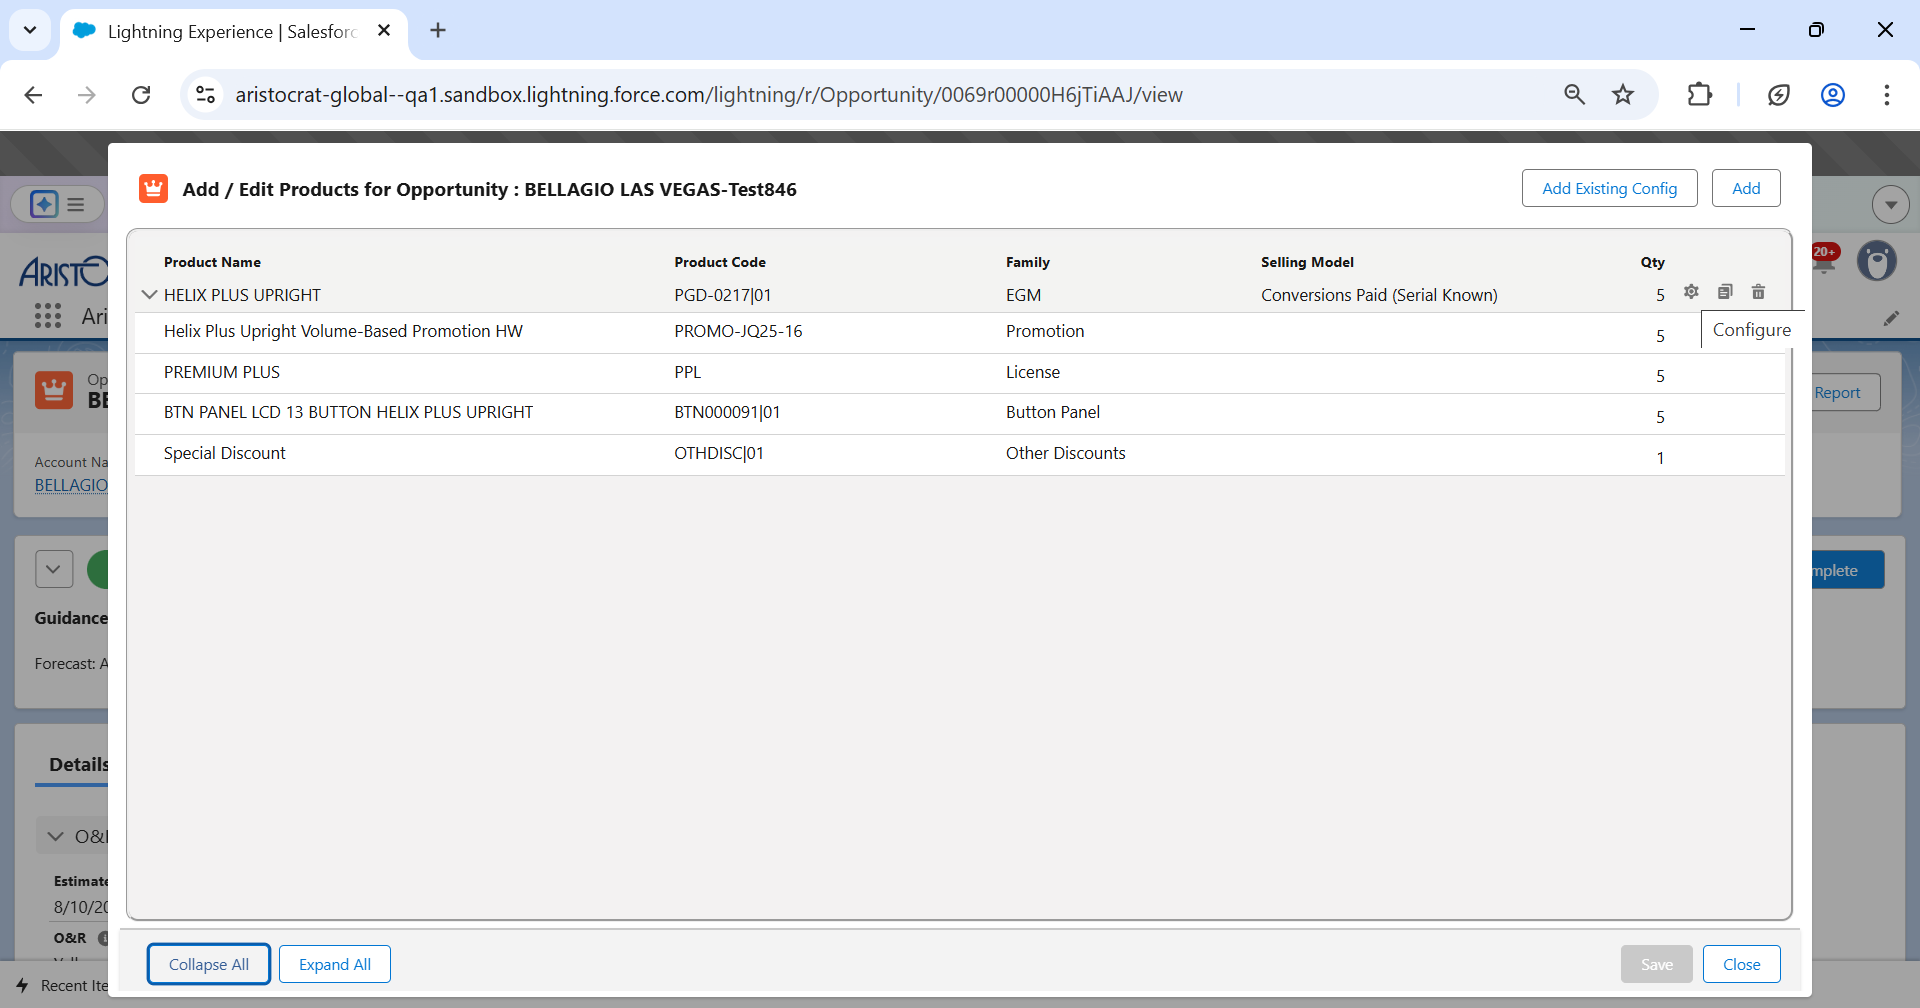 Lightning Experience | Salesforc
aristocrat-global--qa1.sandbox.lightning.force.com/lightning/r/Opportunity/0069r00000H6jTiAAJ/view
Add / Edit Products for Opportunity : BELLAGIO LAS VEGAS-Test846
Add Existing Config
Add
Product Name Product Code Family Selling Model Qty
HELIX PLUS UPRIGHT PGD-0217|01 EGM Conversions Paid (Serial Known) 5
Helix Plus Upright Volume-Based Promotion HW PROMO-JQ25-16 Promotion 5
Configure
PREMIUM PLUS PPL License 5
BTN PANEL LCD 13 BUTTON HELIX PLUS UPRIGHT BTN000091|01 Button Panel 5
Special Discount OTHDISC|01 Other Discounts 1
Collapse All
Expand All
Save
Close
ARISTO
Ari
20+
Op
BE
Report
Account Na
BELLAGIO
mplete
Guidance
Forecast: A
Details
O&R
Estimate
8/10/20
O&R
Recent Ite